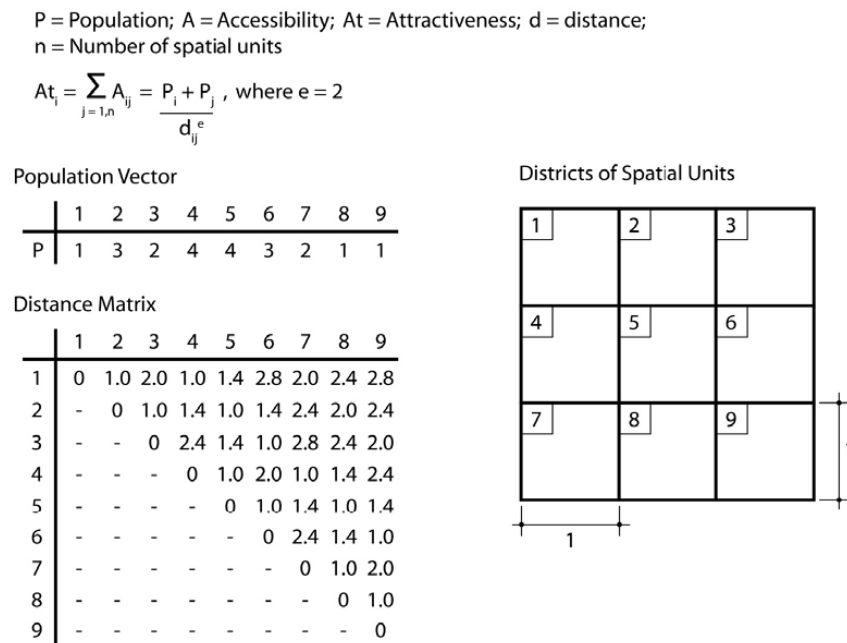 P = Population; A = Accessibility; At = Attractiveness; d = distance;
n = Number of spatial units
At_i = Σ_{j = 1,n} A_ij = (P_i + P_j) / d_ij^e , where e = 2
Population Vector
1 2 3 4 5 6 7 8 9
P 1 3 2 4 4 3 2 1 1
Distance Matrix
1 2 3 4 5 6 7 8 9
1 0 1.0 2.0 1.0 1.4 2.8 2.0 2.4 2.8
2 - 0 1.0 1.4 1.0 1.4 2.4 2.0 2.4
3 - - 0 2.4 1.4 1.0 2.8 2.4 2.0
4 - - - 0 1.0 2.0 1.0 1.4 2.4
5 - - - - 0 1.0 1.4 1.0 1.4
6 - - - - - 0 2.4 1.4 1.0
7 - - - - - - 0 1.0 2.0
8 - - - - - - - 0 1.0
9 - - - - - - - - 0
Districts of Spatial Units
1 2 3
4 5 6
7 8 9
1